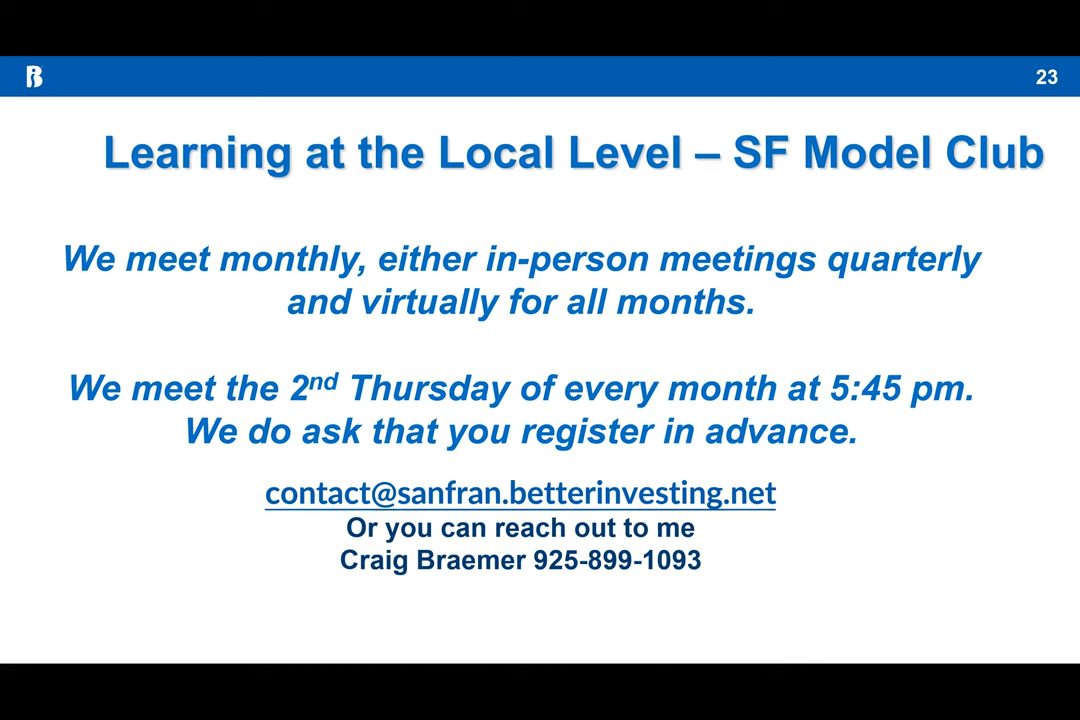 23
Learning at the Local Level – SF Model Club
We meet monthly, either in-person meetings quarterly
and virtually for all months.
We meet the 2nd Thursday of every month at 5:45 pm.
We do ask that you register in advance.
contact@sanfran.betterinvesting.net
Or you can reach out to me
Craig Braemer 925-899-1093